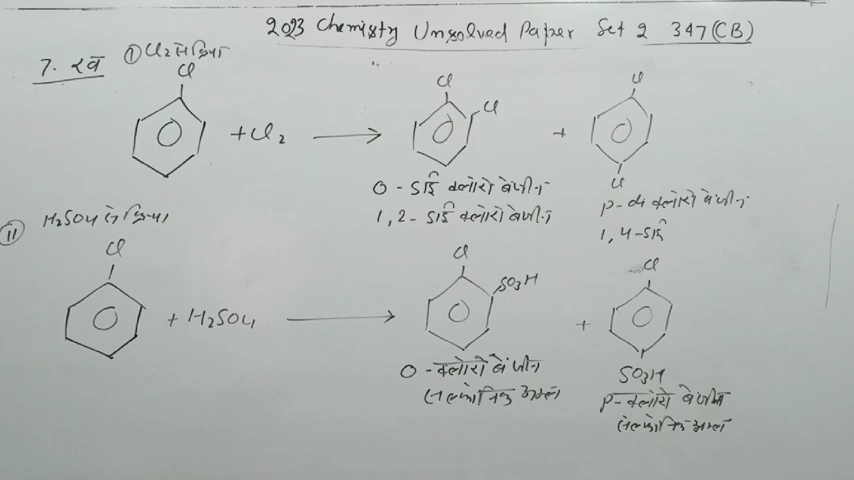 2023 Chemistry Unsolved Paper Set 2 347(CB)
7. रव ① Cl2 से क्रिया
Cl
+ Cl2
Cl
Cl
+
Cl
Cl
O - डाई क्लोरो बेंजीन
1,2 - डाई क्लोरो बेंजीन
P-
क्लोरो बेंजीन
1,4-डाई
II H2SO4 से क्रिया
Cl
+ H2SO4
Cl
SO3H
+
Cl
SO3H
O - क्लोरो बेंजीन
सल्फोनिक अम्ल
P-क्लोरो बेंजीन
सल्फोनिक अम्ल